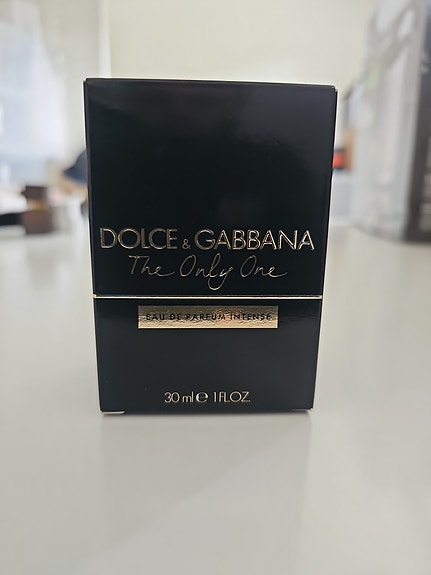 DOLCE & GABBANA
The Only One
EAU DE PARFUM INTENSE
30 ml ℮ 1 FL.OZ.